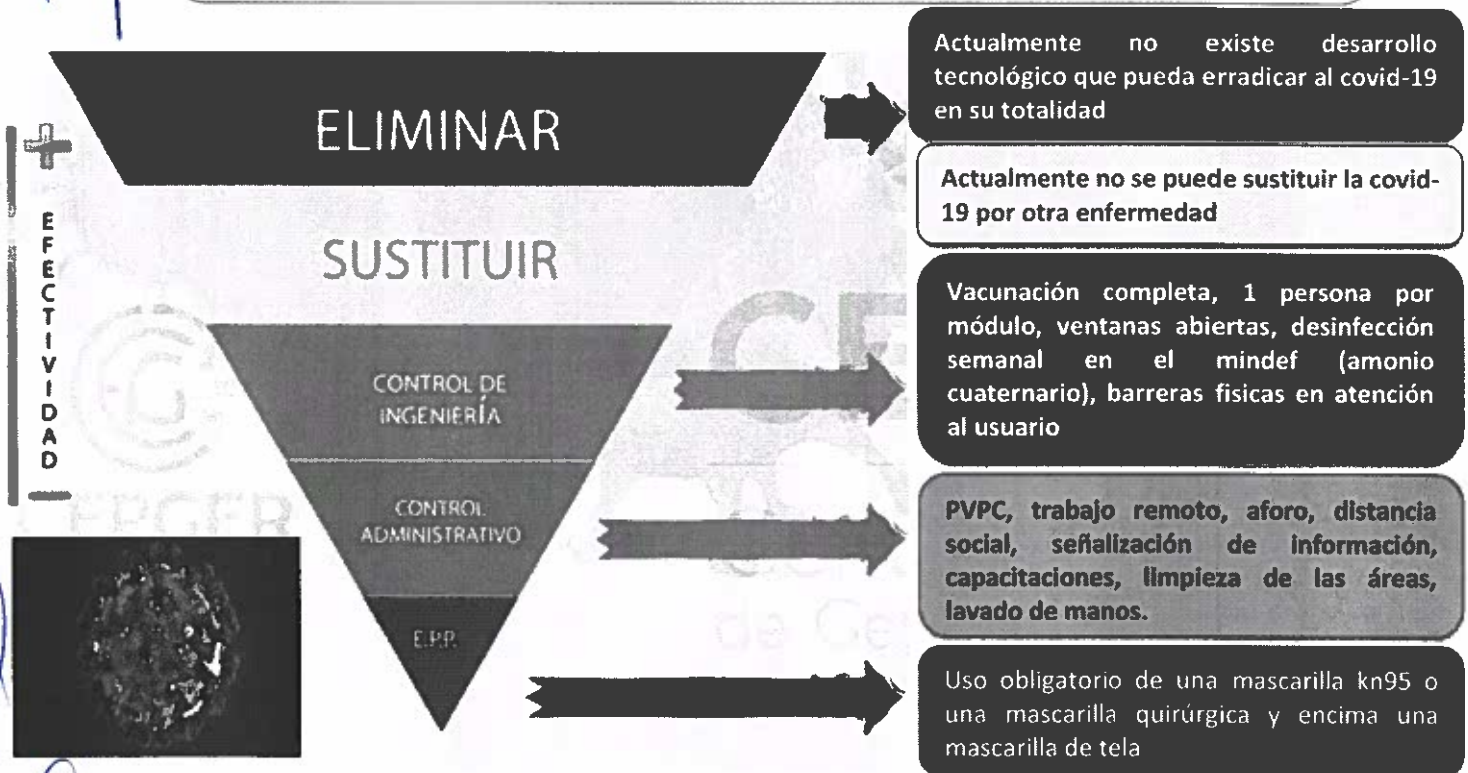 ELIMINAR
Actualmente no existe desarrollo
tecnológico que pueda erradicar al covid-19
en su totalidad
+
EFECTIVIDAD
SUSTITUIR
Actualmente no se puede sustituir la covid-
19 por otra enfermedad
CONTROL DE
INGENIERÍA
Vacunación completa, 1 persona por
módulo, ventanas abiertas, desinfección
semanal en el mindef (amonio
cuaternario), barreras fisicas en atención
al usuario
CONTROL
ADMINISTRATIVO
PVPC, trabajo remoto, aforo, distancia
social, señalización de información,
capacitaciones, limpieza de las áreas,
lavado de manos.
E.P.P.
Uso obligatorio de una mascarilla kn95 o
una mascarilla quirúrgica y encima una
mascarilla de tela